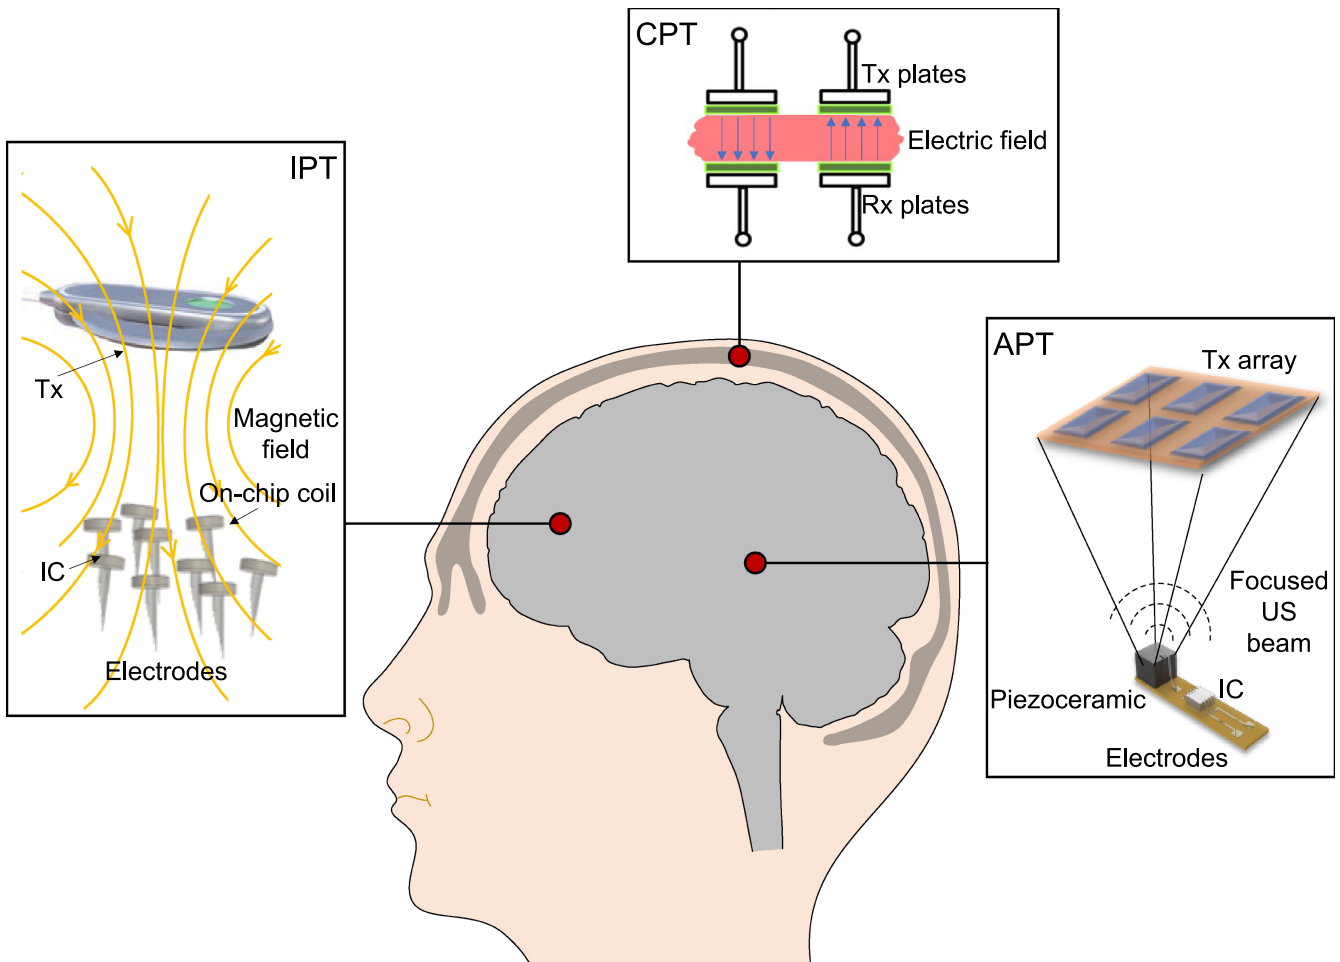 CPT
Tx plates
Electric field
Rx plates
IPT
Tx
Magnetic
field
On-chip coil
IC
Electrodes
APT
Tx array
Focused
US
beam
Piezoceramic
IC
Electrodes